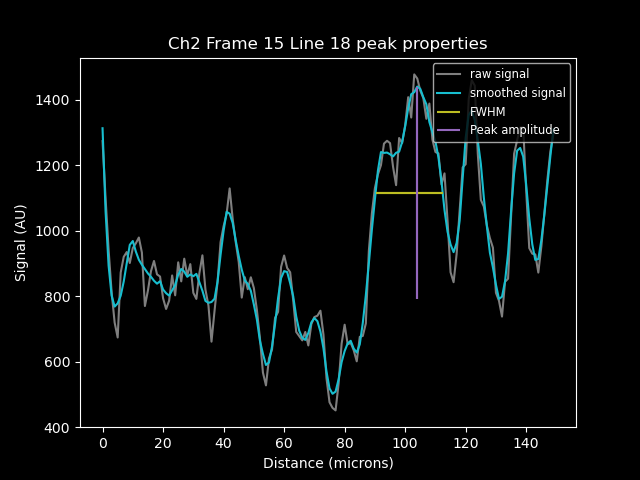 Ch2 Frame 15 Line 18 peak properties
raw signal
smoothed signal
FWHM
Peak amplitude
Signal (AU)
1400
1200
1000
800
600
400
0 20 40 60 80 100 120 140
Distance (microns)